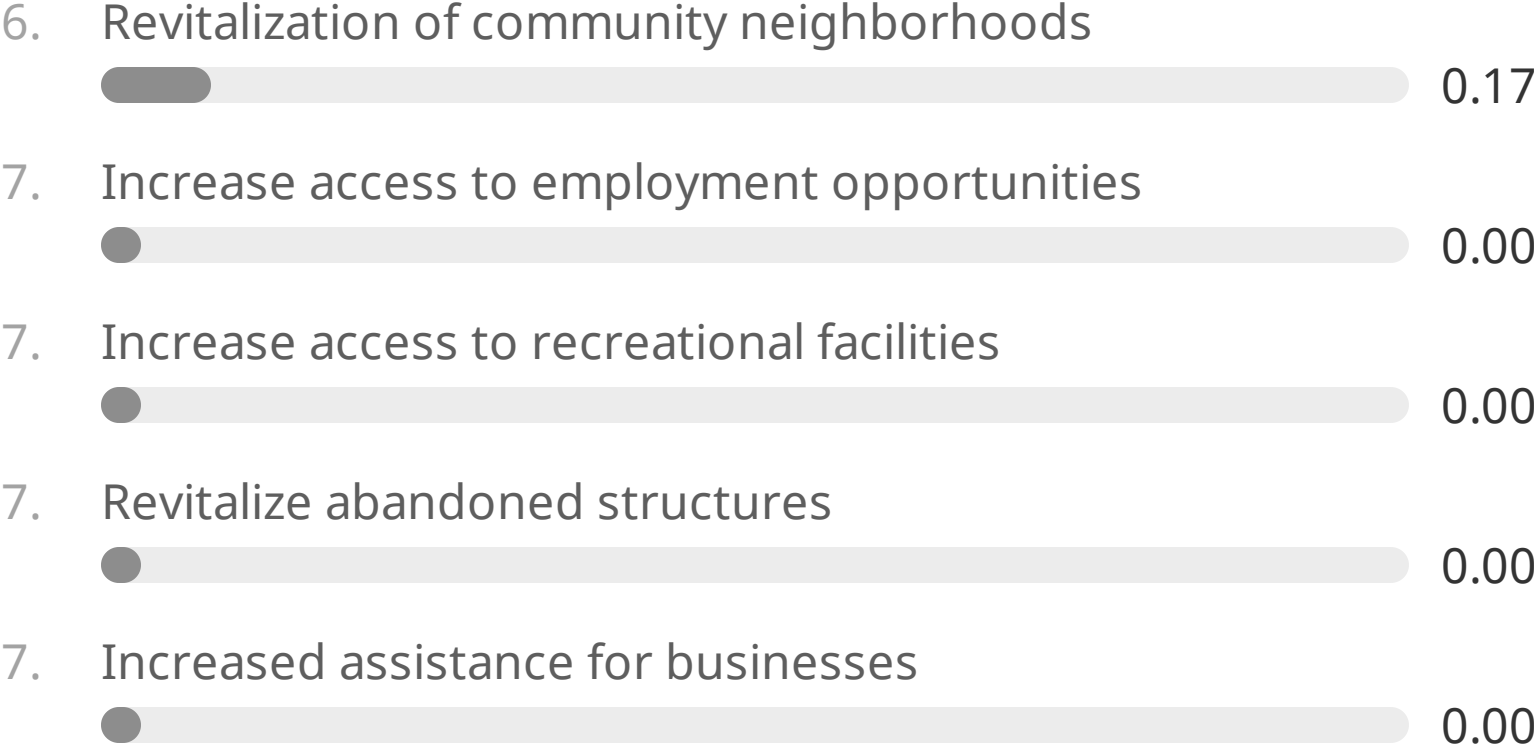 6. Revitalization of community neighborhoods
0.17
7. Increase access to employment opportunities
0.00
7. Increase access to recreational facilities
0.00
7. Revitalize abandoned structures
0.00
7. Increased assistance for businesses
0.00